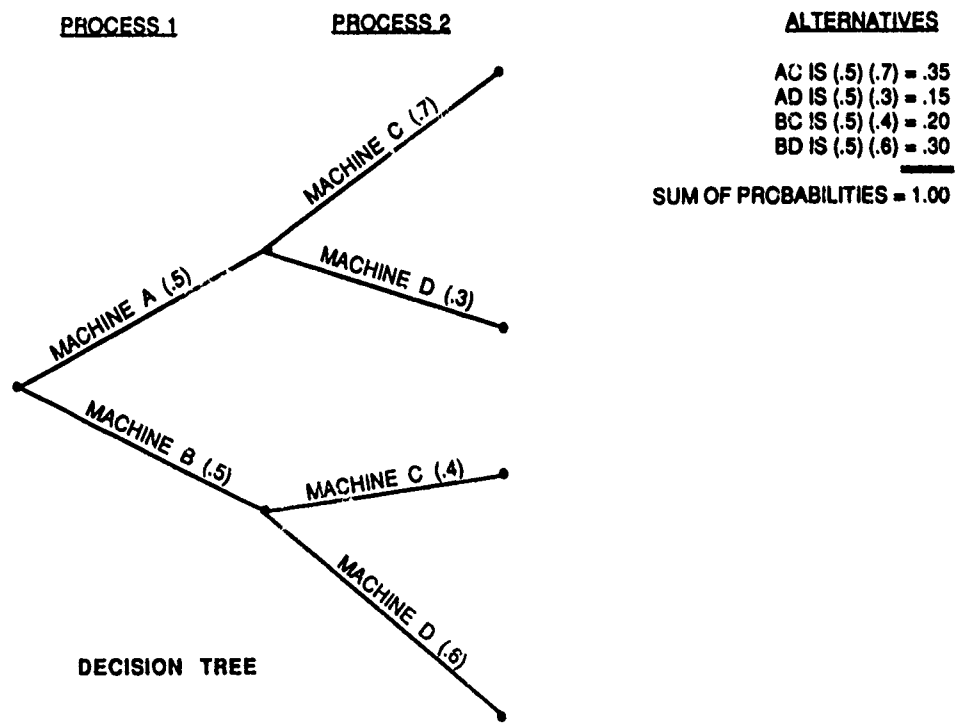 PROCESS 1
PROCESS 2
ALTERNATIVES
AC IS (.5) (.7) = .35
AD IS (.5) (.3) = .15
BC IS (.5) (.4) = .20
BD IS (.5) (.6) = .30
SUM OF PROBABILITIES = 1.00
MACHINE C (.7)
MACHINE D (.3)
MACHINE A (.5)
MACHINE B (.5)
MACHINE C (.4)
MACHINE D (.6)
DECISION TREE